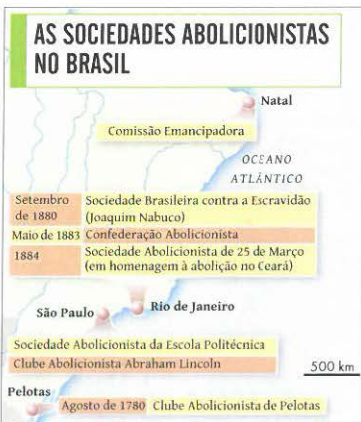 AS SOCIEDADES ABOLICIONISTAS
NO BRASIL
Natal
Comissão Emancipadora
OCEANO
ATLÂNTICO
Setembro
de 1880
Sociedade Brasileira contra a Escravidão
(Joaquim Nabuco)
Maio de 1883 Confederação Abolicionista
1884
Sociedade Abolicionista de 25 de Março
(em homenagem à abolição no Ceará)
São Paulo
Rio de Janeiro
Sociedade Abolicionista da Escola Politécnica
Clube Abolicionista Abraham Lincoln
500 km
Pelotas
Agosto de 1780 Clube Abolicionista de Pelotas